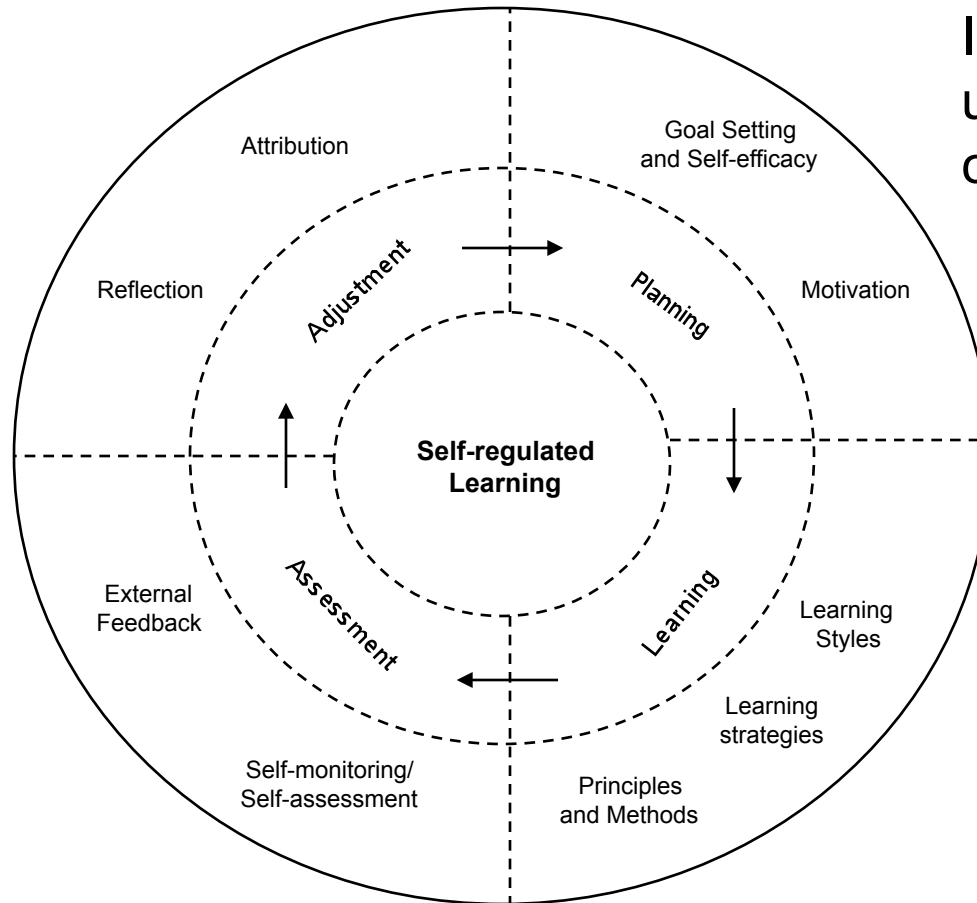 Attribution
Goal Setting
and Self-efficacy
Reflection
Adjustment
Planning
Motivation
Self-regulated
Learning
External
Feedback
Assessment
Learning
Learning
Styles
Learning
strategies
Self-monitoring/
Self-assessment
Principles
and Methods